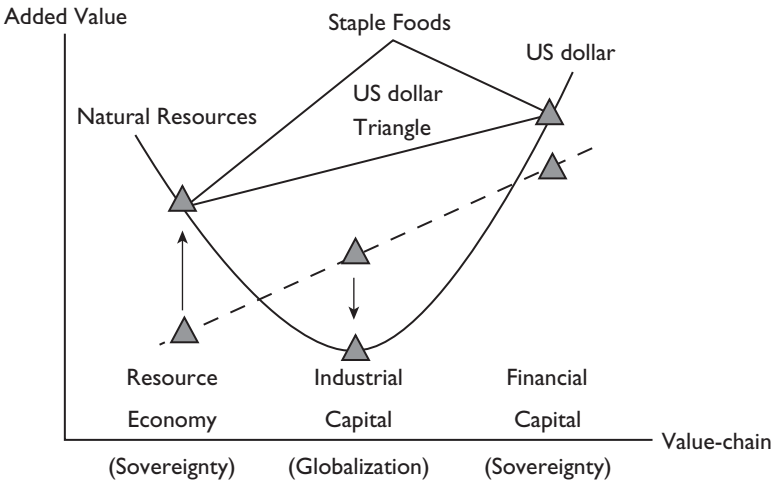 Added Value
Staple Foods
US dollar
US dollar
Triangle
Natural Resources
Resource
Economy
(Sovereignty)
Industrial
Capital
(Globalization)
Financial
Capital
(Sovereignty)
Value-chain